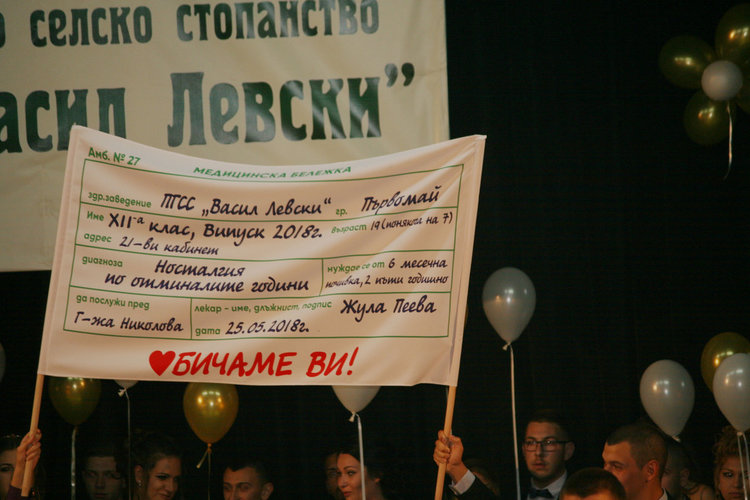 о селско стопанство
асил Левски”
Амб. № 27
МЕДИЦИНСКА БЕЛЕЖКА
здр.заведение ПГСС „Васил Левски“ гр. Първомай
Име XII-а клас, Випуск 2018г. възраст 19 (понякога на 7)
адрес 21-ви кабинет
диагноза Носталгия по отминалите години
нуждае се от 6 месечна почивка, 2 пъти годишно
да послужи пред Г-жа Николова
лекар - име, длъжност, подпис Жула Пеева
дата 25.05.2018г.
❤БИЧАМЕ ВИ!